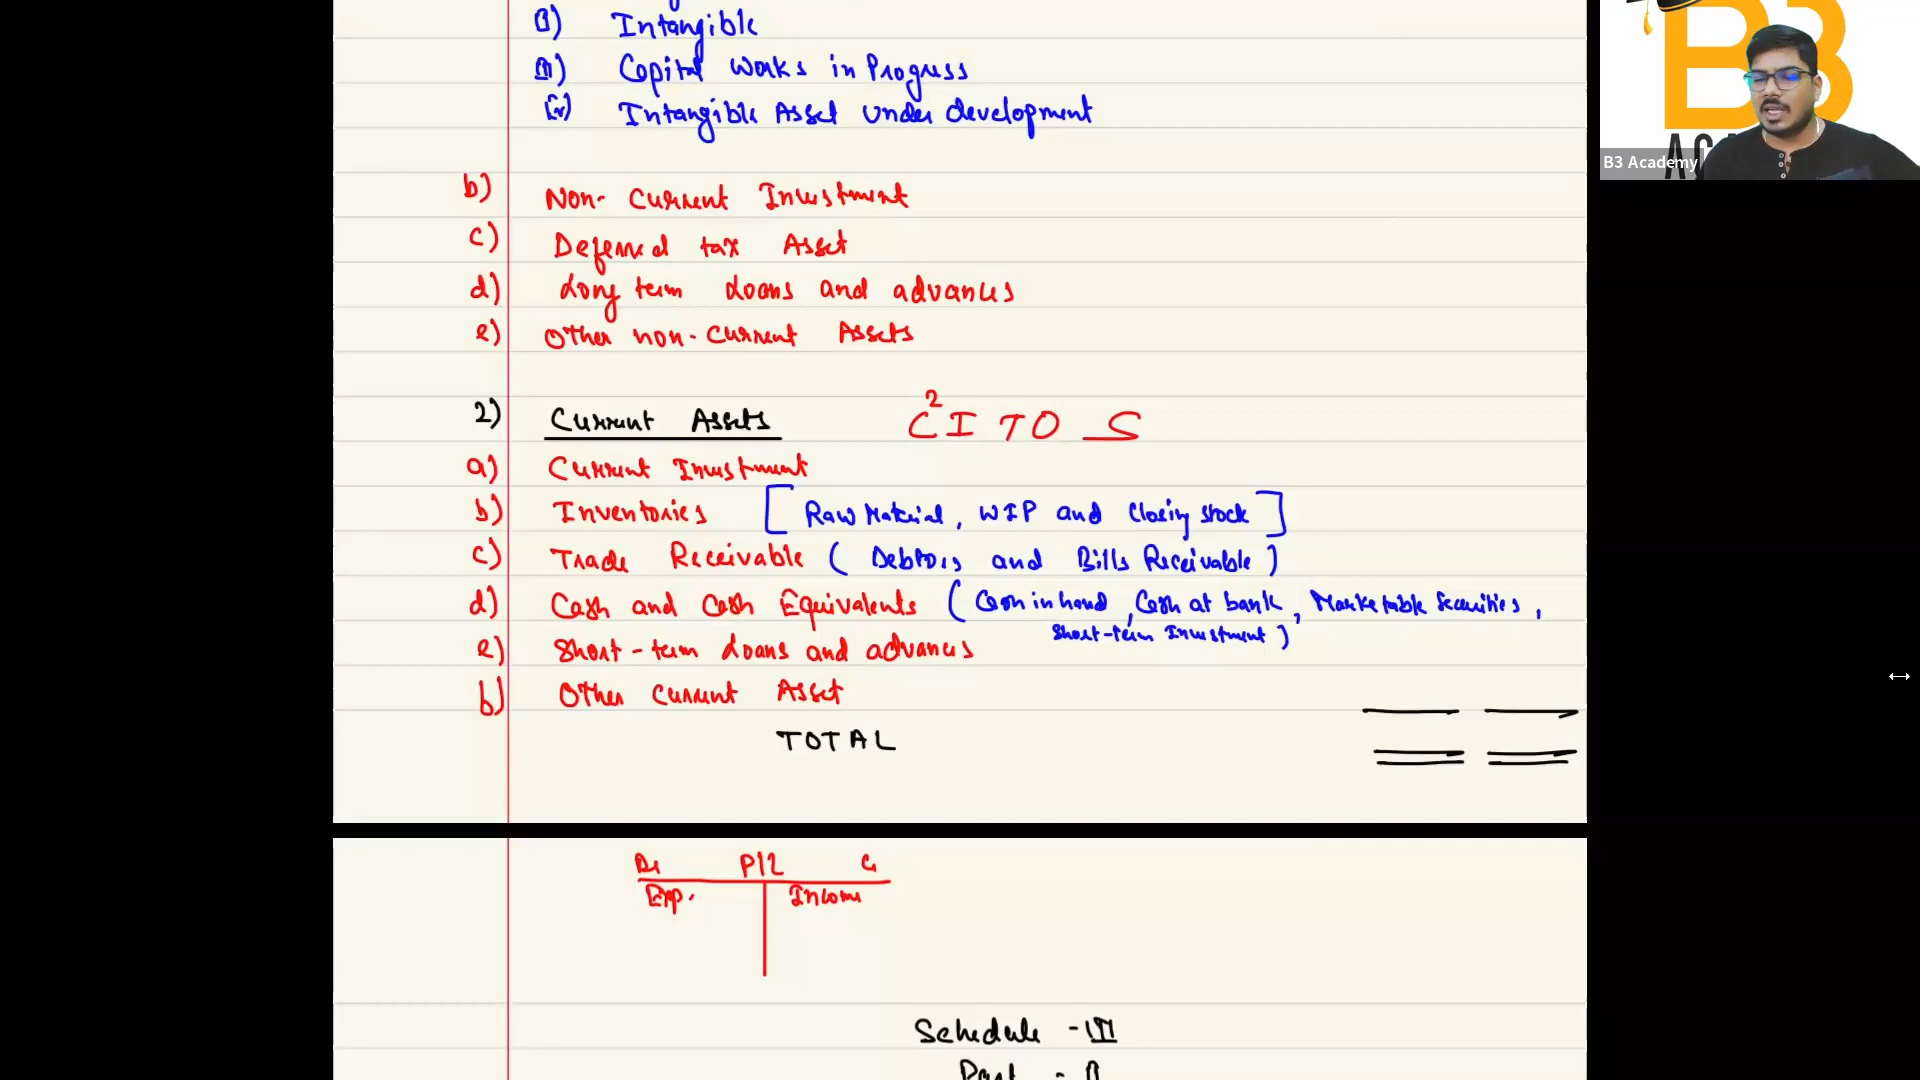 ii) Intangible
iii) Capital Works in Progress
iv) Intangible Asset Under development
b) Non-Current Investment
c) Deferred tax Asset
d) Long term Loans and advances
e) Other non-Current Assets
2) Current Assets C² I T O S
a) Current Investment
b) Inventories [Raw Material, WIP and Closing stock]
c) Trade Receivable (Debtors and Bills Receivable)
d) Cash and Cash Equivalents (Cash in hand, Cash at bank, Marketable Securities,
Short-term Investment)
e) Short-term Loans and advances
f) Other Current Asset
TOTAL
Dr P/L Cr
Exp. Income
Schedule - III
Part -
B3
B3 Academy